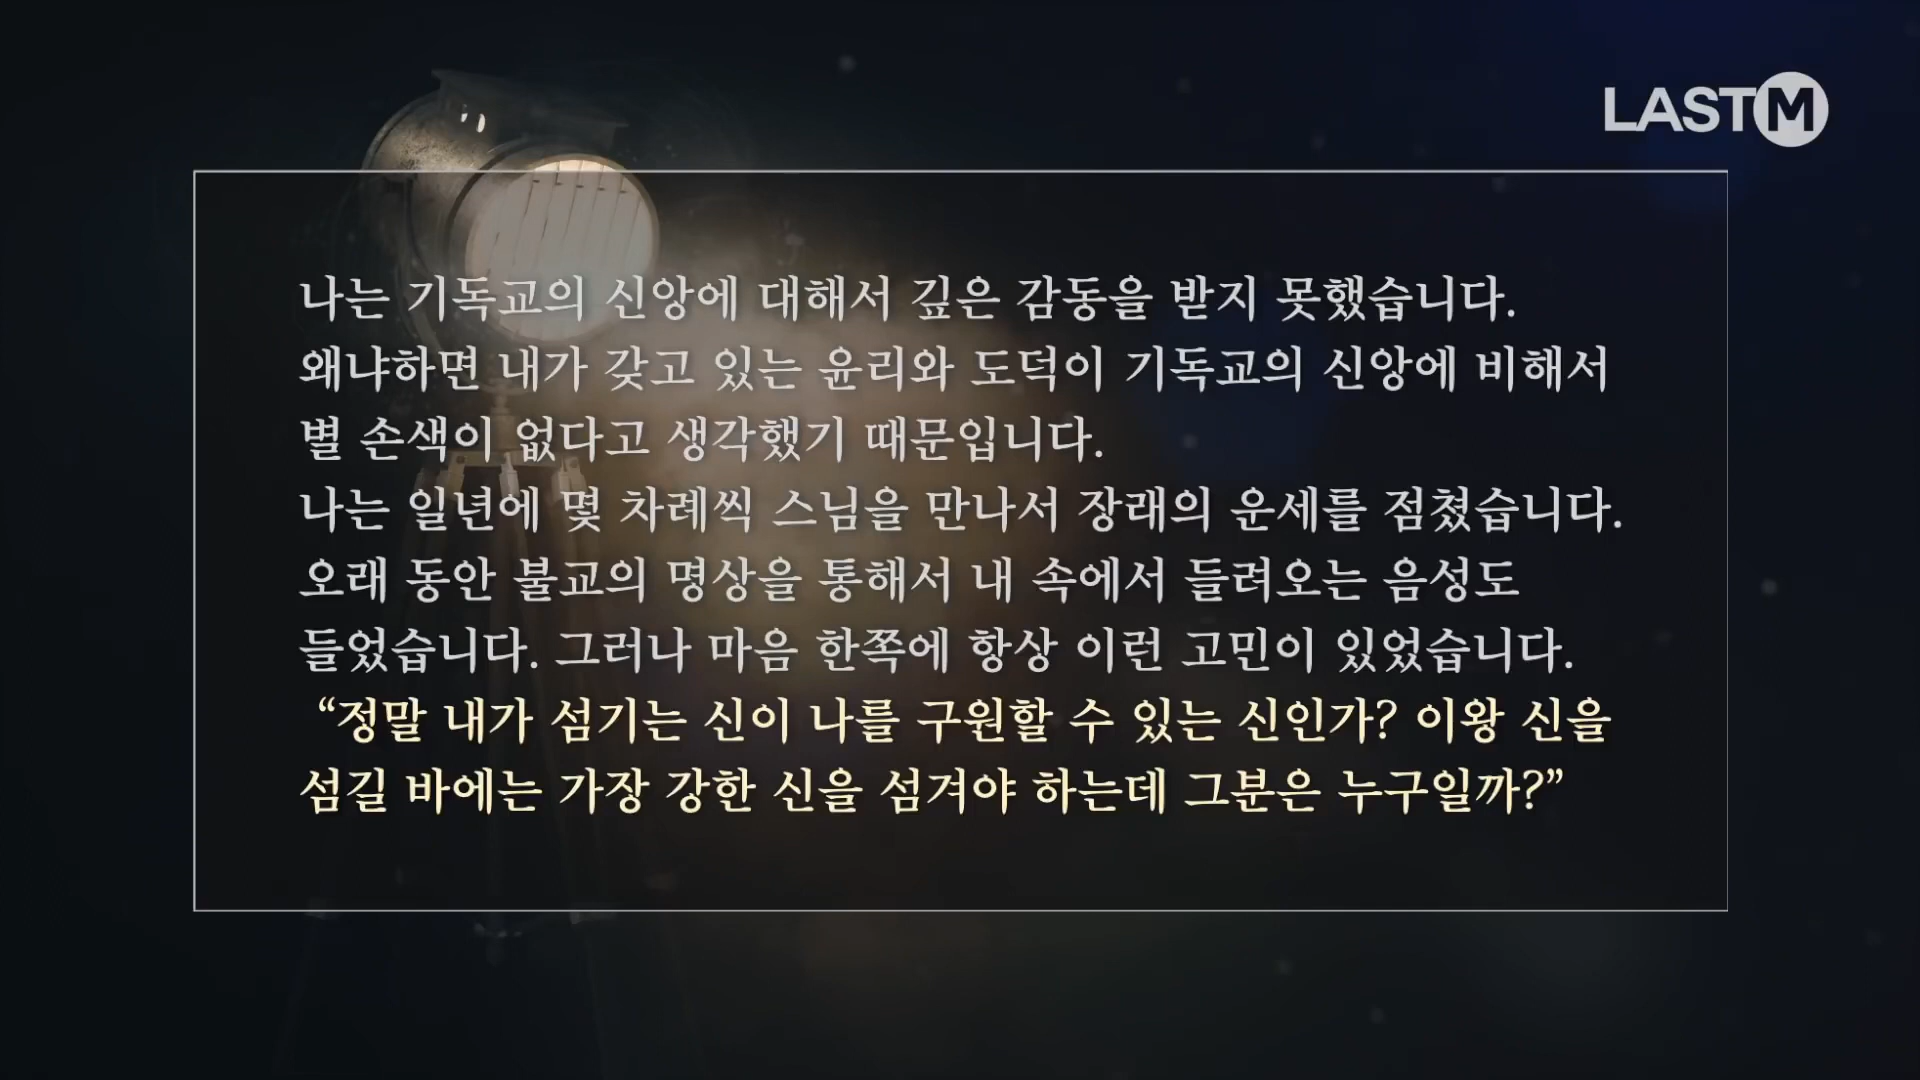 LASTM
나는 기독교의 신앙에 대해서 깊은 감동을 받지 못했습니다.
왜냐하면 내가 갖고 있는 윤리와 도덕이 기독교의 신앙에 비해서
별 손색이 없다고 생각했기 때문입니다.
나는 일년에 몇 차례씩 스님을 만나서 장래의 운세를 점쳤습니다.
오래 동안 불교의 명상을 통해서 내 속에서 들려오는 음성도
들었습니다. 그러나 마음 한쪽에 항상 이런 고민이 있었습니다.
“정말 내가 섬기는 신이 나를 구원할 수 있는 신인가? 이왕 신을
섬길 바에는 가장 강한 신을 섬겨야 하는데 그분은 누구일까?”